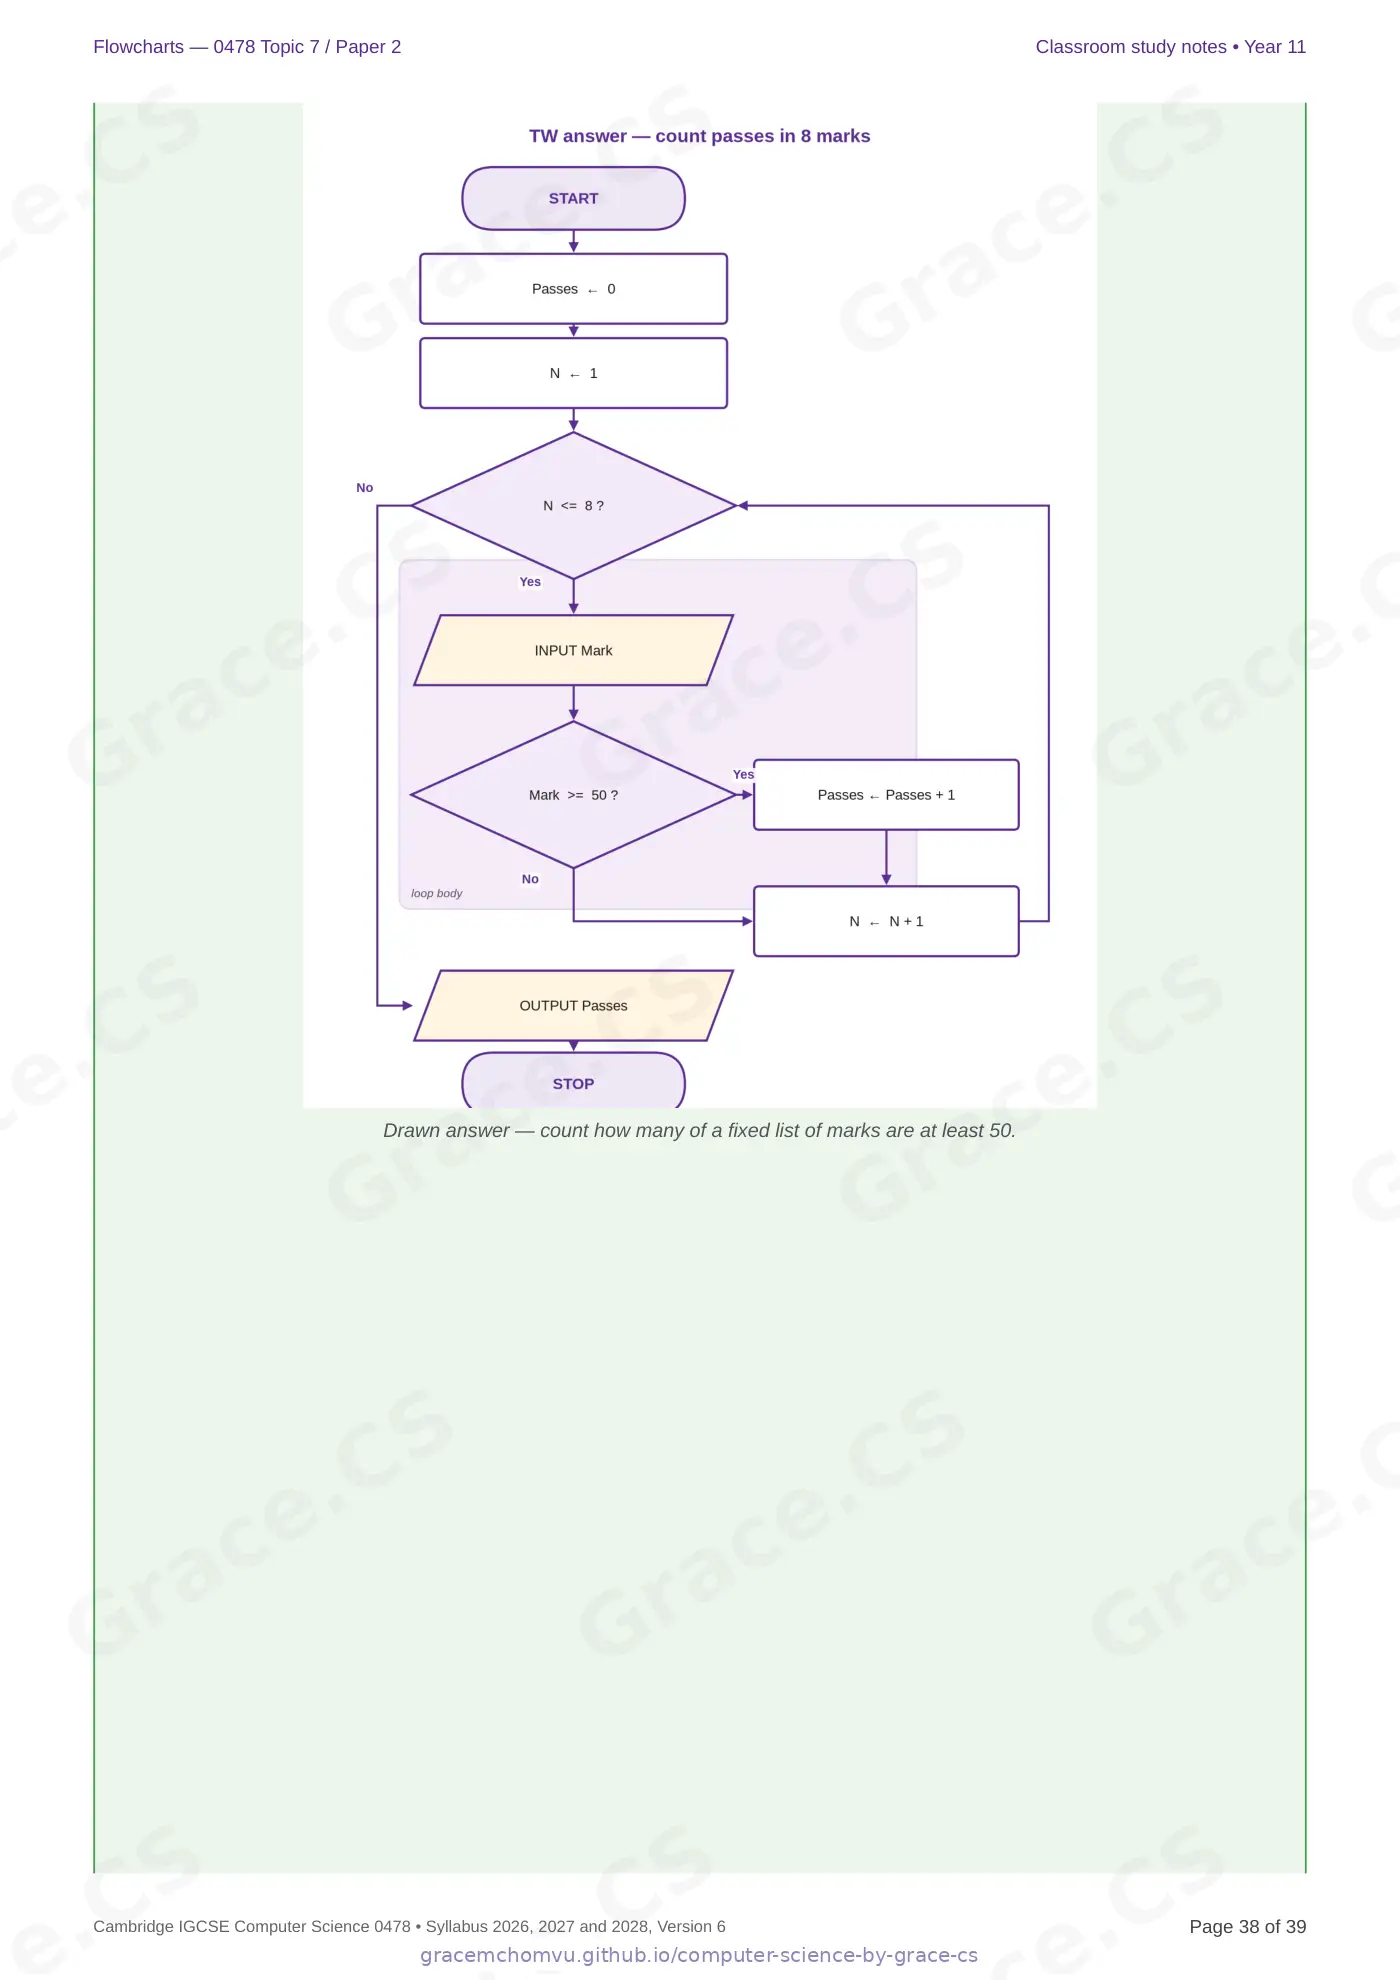 Flowcharts — 0478 Topic 7 / Paper 2
Classroom study notes • Year 11
TW answer — count passes in 8 marks
START
Passes ← 0
N ← 1
N <= 8 ?
No
Yes
INPUT Mark
Mark >= 50 ?
Yes
Passes ← Passes + 1
No
loop body
N ← N + 1
OUTPUT Passes
STOP
Drawn answer — count how many of a fixed list of marks are at least 50.
Cambridge IGCSE Computer Science 0478 • Syllabus 2026, 2027 and 2028, Version 6
Page 38 of 39
gracemchomvu.github.io/computer-science-by-grace-cs
Grace.CS